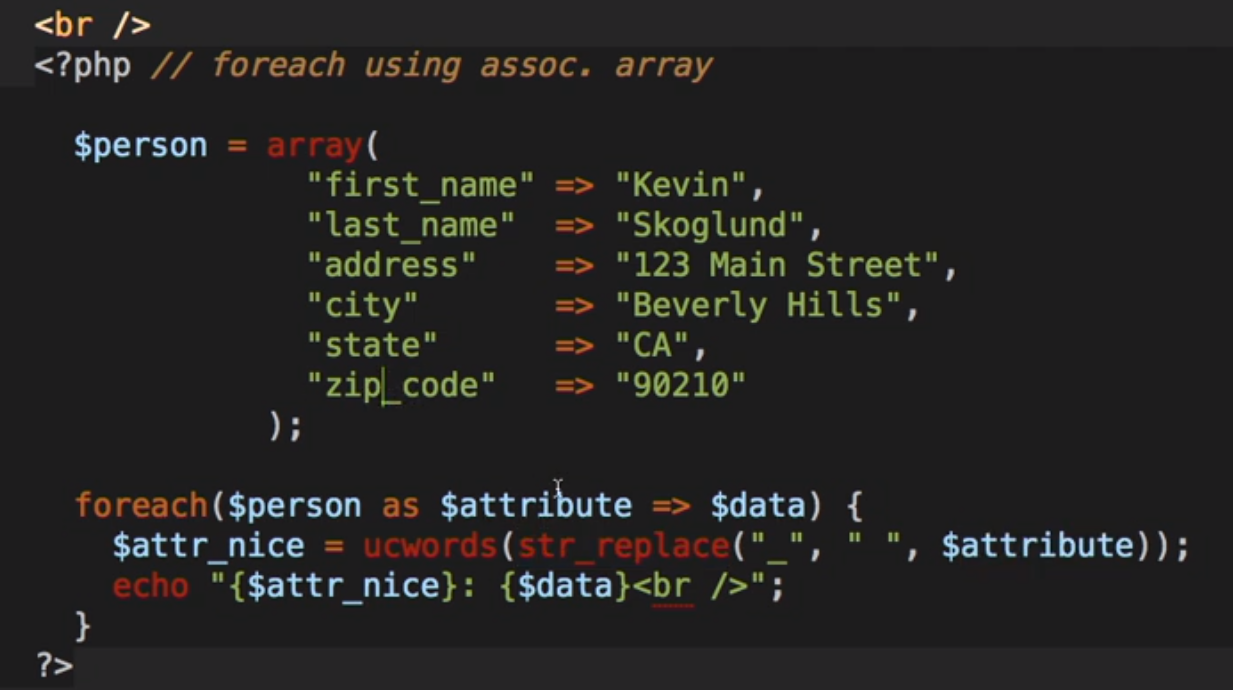 <br />
<?php // foreach using assoc. array
$person = array(
"first_name" => "Kevin",
"last_name" => "Skoglund",
"address" => "123 Main Street",
"city" => "Beverly Hills",
"state" => "CA",
"zip_code" => "90210"
);
foreach($person as $attribute => $data) {
$attr_nice = ucwords(str_replace("_", " ", $attribute));
echo "{$attr_nice}: {$data}<br />";
}
?>